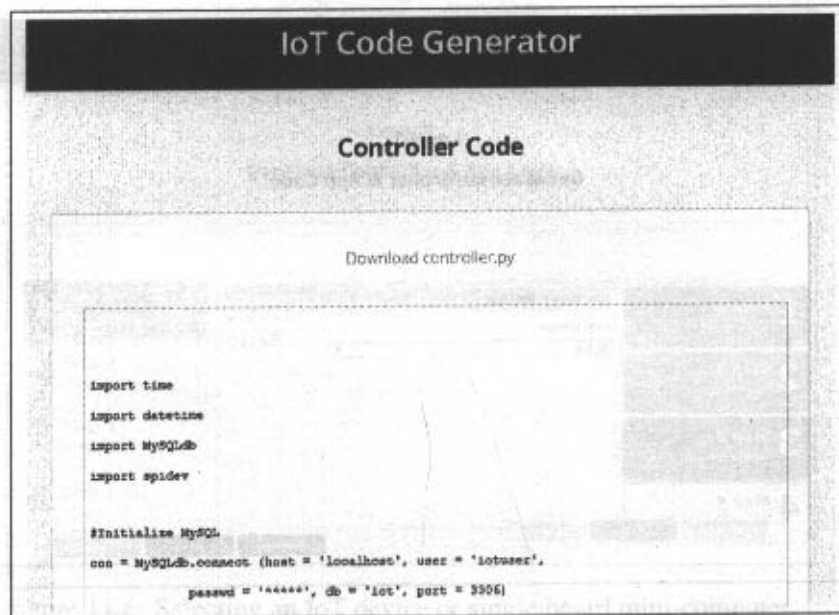 IoT Code Generator
Controller Code
Download controller.py
import time
import datetime
import MySQLdb
import spidev
#Initialize MySQL
con = MySQLdb.connect (host = 'localhost', user = 'iotuser',
passwd = '*****', db = 'iot', port = 3306)